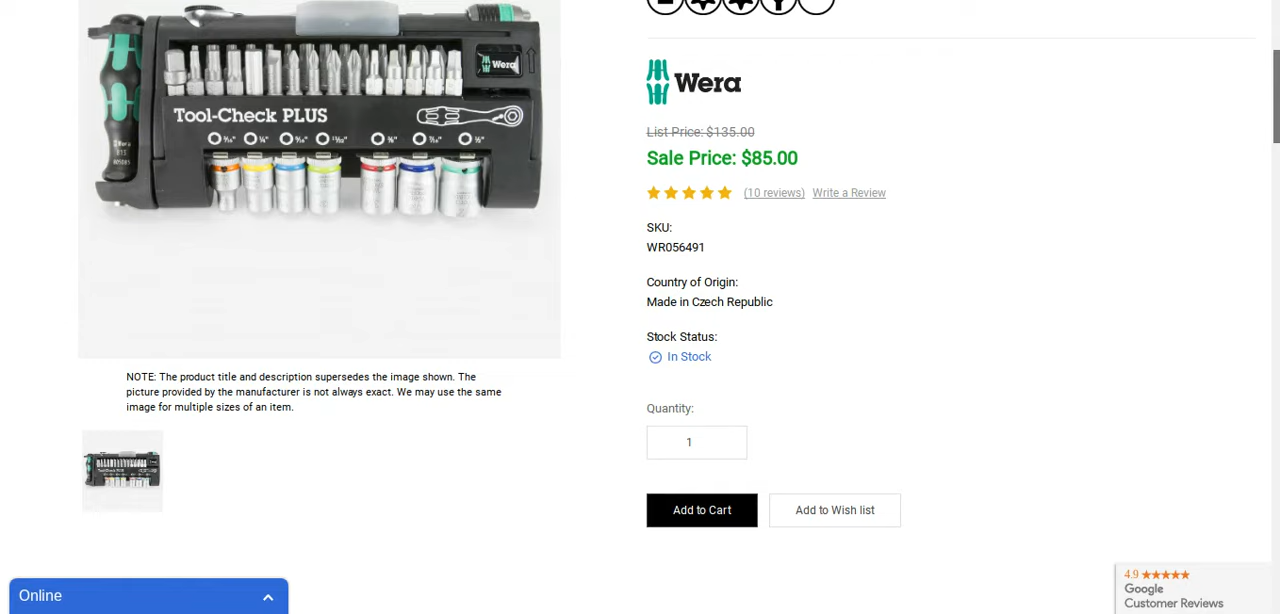 Wera
Tool-Check PLUS
5/16"
1/2"
Wera
List Price: $135.00
Sale Price: $85.00
(10 reviews) Write a Review
SKU:
WR056491
Country of Origin:
Made in Czech Republic
Stock Status:
In Stock
NOTE: The product title and description supersedes the image shown. The
picture provided by the manufacturer is not always exact. We may use the same
image for multiple sizes of an item.
Quantity:
1
Add to Cart
Add to Wish list
Online
4.9
Google
Customer Reviews